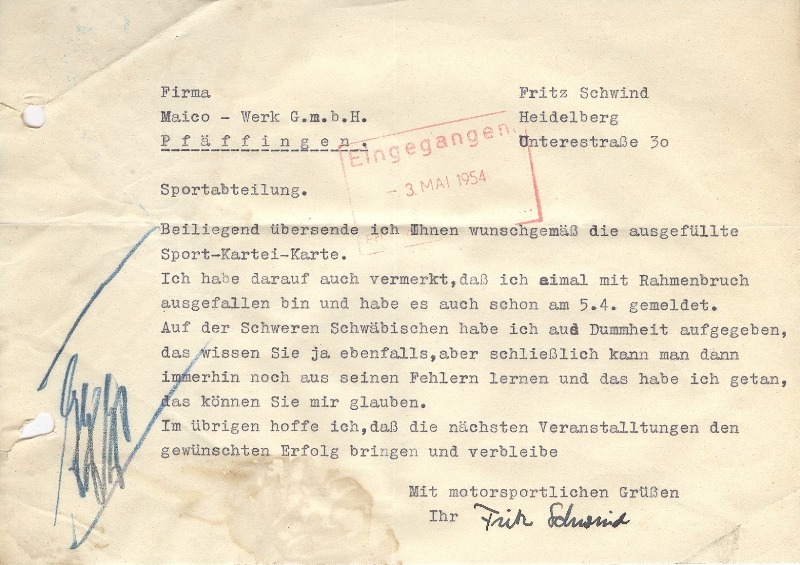 Firma
Maico - Werk G.m.b.H.
Pfäffingen.
Fritz Schwind
Heidelberg
Unterestraße 3o
Eingegangen
- 3. MAI 1954
Sportabteilung.
Beiliegend übersende ich Ihnen wunschgemäß die ausgefüllte
Sport-Kartei-Karte.
Ich habe darauf auch vermerkt,daß ich eimal mit Rahmenbruch
ausgefallen bin und habe es auch schon am 5.4. gemeldet.
Auf der Schweren Schwäbischen habe ich aus Dummheit aufgegeben,
das wissen Sie ja ebenfalls,aber schließlich kann man dann
immerhin noch aus seinen Fehlern lernen und das habe ich getan,
das können Sie mir glauben.
Im übrigen hoffe ich,daß die nächsten Veranstalltungen den
gewünschten Erfolg bringen und verbleibe
Mit motorsportlichen Grüßen
Ihr Fritz Schwind